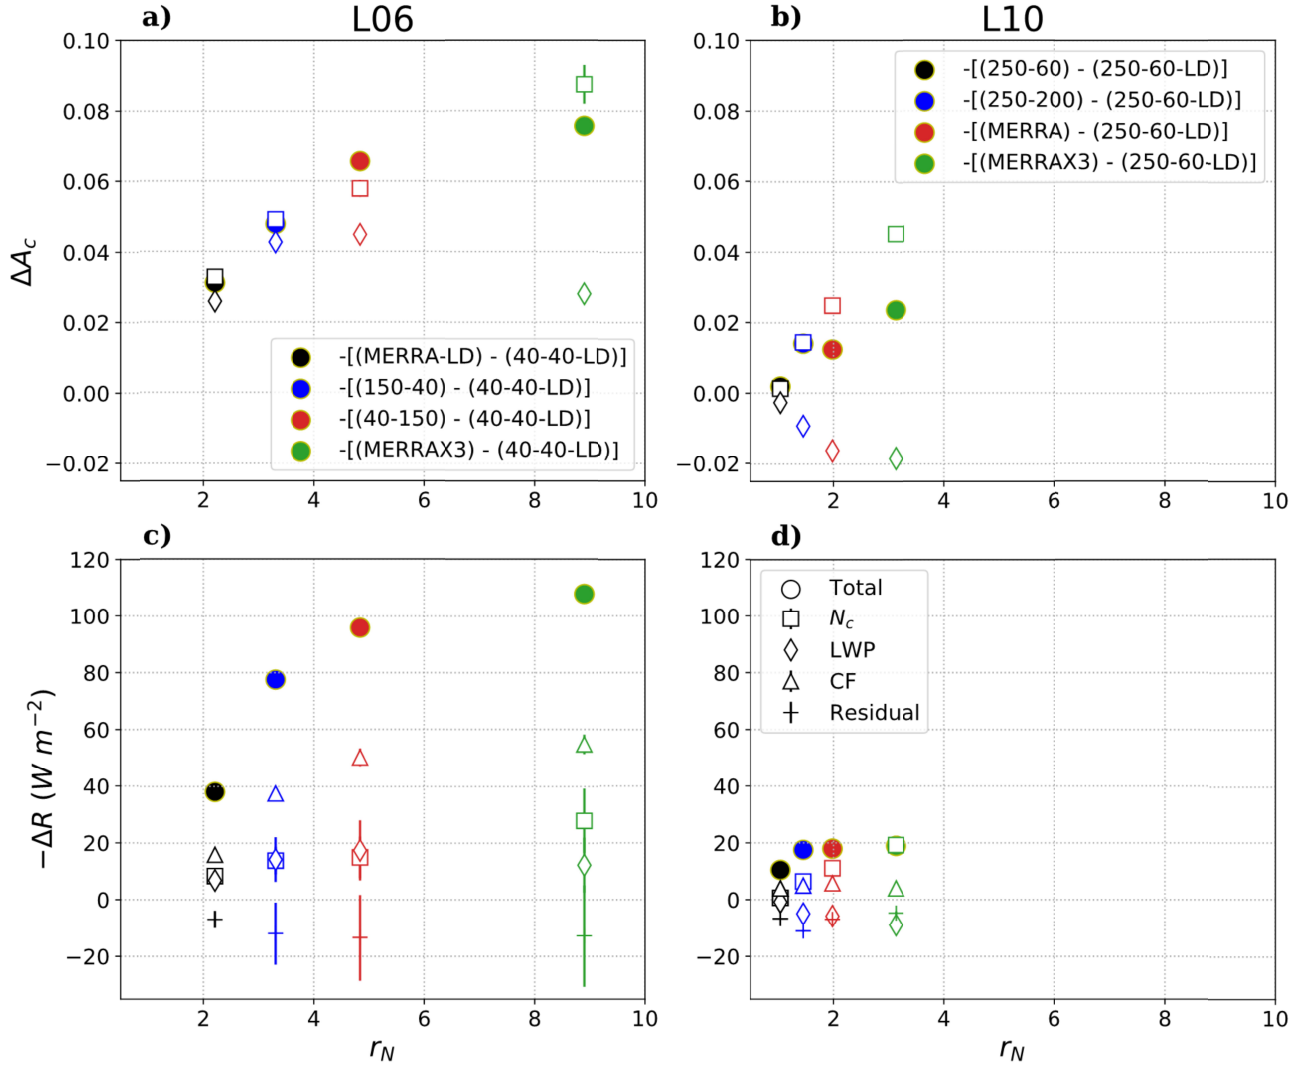 a)
L06
b)
L10
0.10
0.08
0.06
0.04
0.02
0.00
−0.02
ΔA_c
-[(MERRA-LD) - (40-40-LD)]
-[(150-40) - (40-40-LD)]
-[(40-150) - (40-40-LD)]
-[(MERRAX3) - (40-40-LD)]
2 4 6 8 10
0.10
0.08
0.06
0.04
0.02
0.00
−0.02
-[(250-60) - (250-60-LD)]
-[(250-200) - (250-60-LD)]
-[(MERRA) - (250-60-LD)]
-[(MERRAX3) - (250-60-LD)]
2 4 6 8 10
c)
120
100
80
60
40
20
0
−20
−ΔR (W m⁻²)
2 4 6 8 10
r_N
d)
120
100
80
60
40
20
0
−20
Total
N_c
LWP
CF
Residual
2 4 6 8 10
r_N